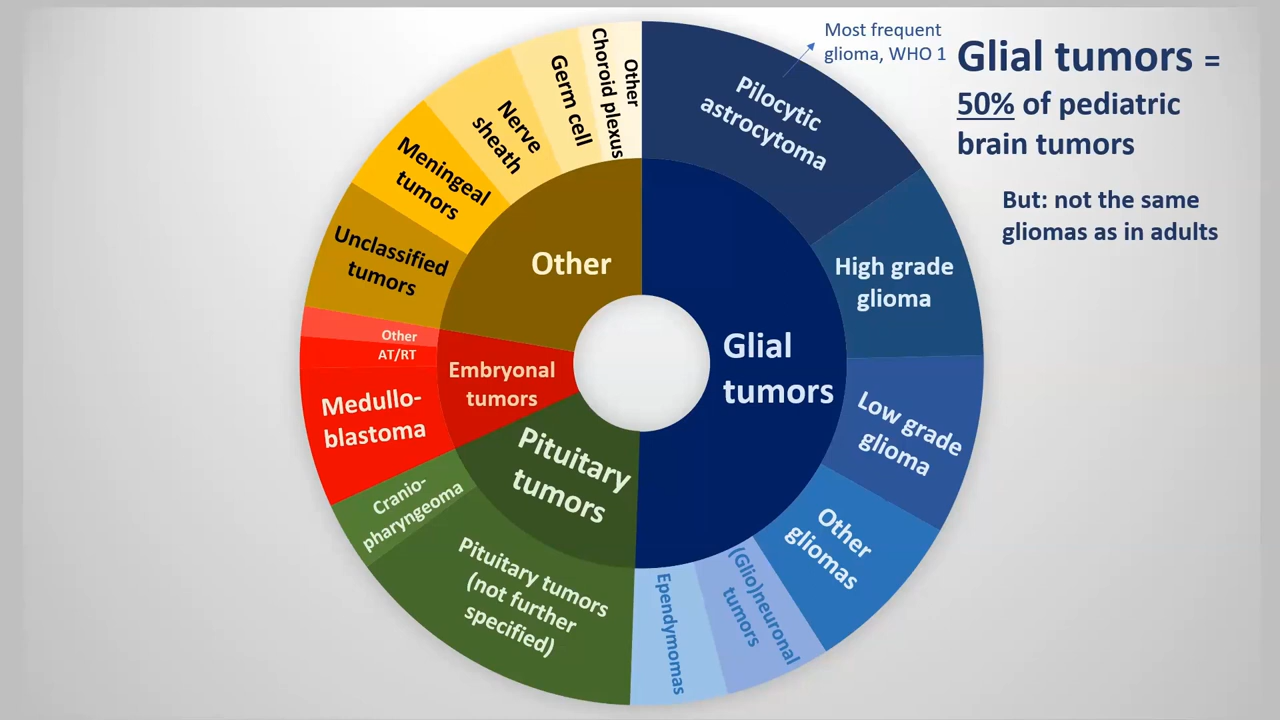 Most frequent
glioma, WHO 1
Glial tumors =
50% of pediatric
brain tumors
But: not the same
gliomas as in adults
Pilocytic
astrocytoma
High grade
glioma
Low grade
glioma
Other
gliomas
(Glio)neuronal
tumors
Ependymomas
Glial
tumors
Pituitary
tumors
Pituitary tumors
(not further
specified)
Cranio-
pharyngeoma
Embryonal
tumors
Medullo-
blastoma
AT/RT
Other
Other
Unclassified
tumors
Meningeal
tumors
Nerve
sheath
Germ cell
Choroid plexus
Other